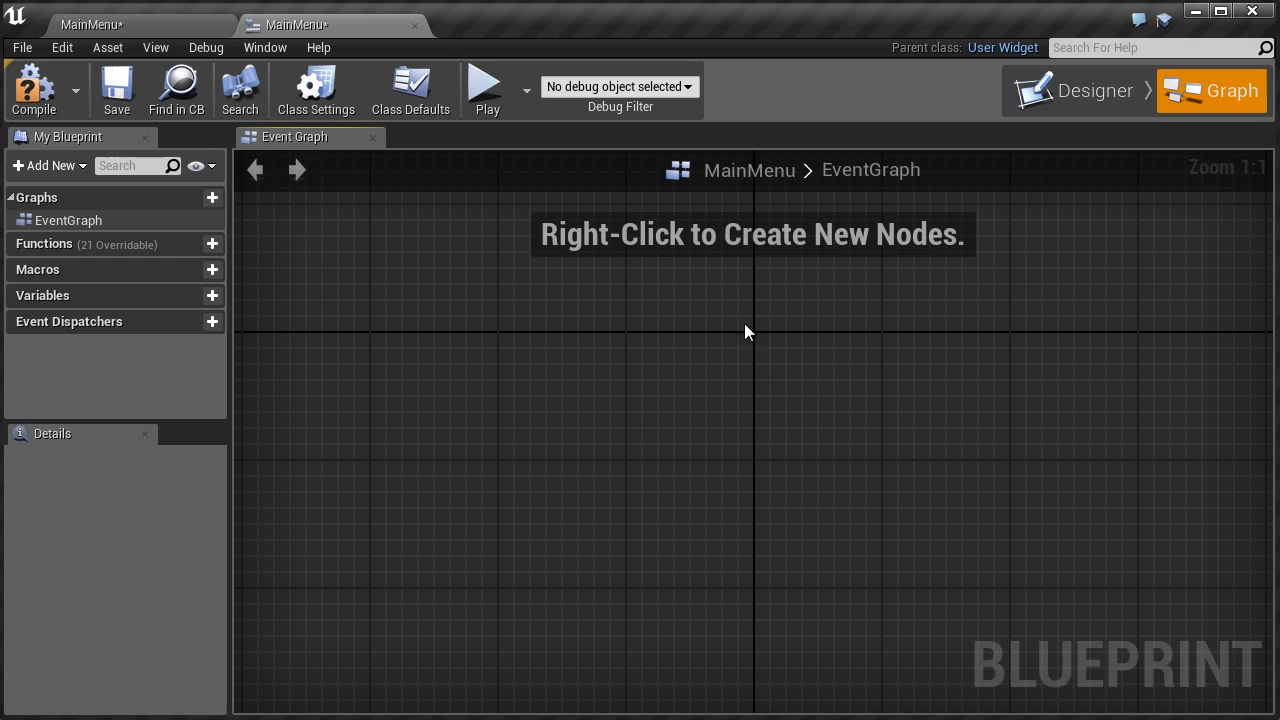 MainMenu*
MainMenu*
File Edit Asset View Debug Window Help
Parent class: User Widget
Search For Help
Compile
Save
Find in CB
Search
Class Settings
Class Defaults
Play
No debug object selected
Debug Filter
Designer
Graph
My Blueprint
Event Graph
Add New
Search
MainMenu > EventGraph
Zoom 1:1
Graphs
EventGraph
Functions (21 Overridable)
Macros
Variables
Event Dispatchers
Right-Click to Create New Nodes.
Details
BLUEPRINT